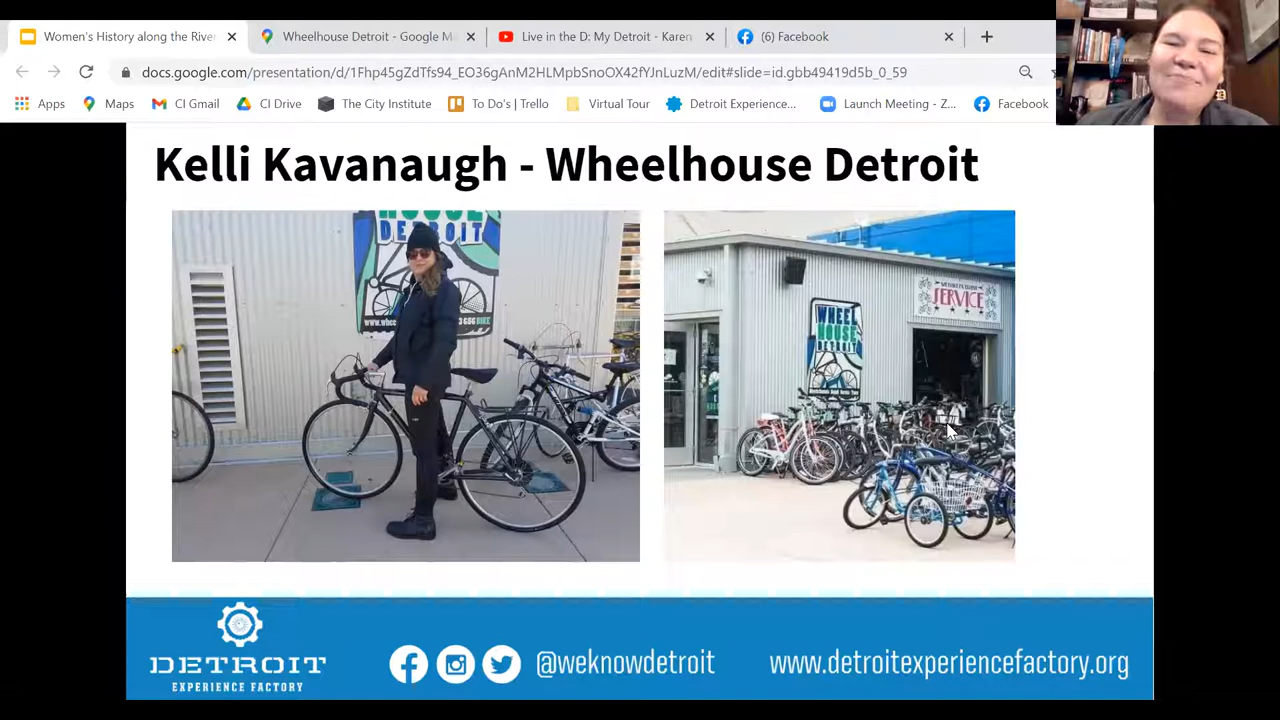 Women's History along the River
Wheelhouse Detroit - Google M
Live in the D: My Detroit - Karen
(6) Facebook
docs.google.com/presentation/d/1Fhp45gZdTfs94_EO36gAnM2HLMpbSnoOX42fYJnLuzM/edit#slide=id.gbb49419d5b_0_59
Apps
Maps
CI Gmail
CI Drive
The City Institute
To Do's | Trello
Virtual Tour
Detroit Experience...
Launch Meeting - Z...
Facebook
Kelli Kavanaugh - Wheelhouse Detroit
HOUSE
DETROIT
WHEEL
HOUSE
DETROIT
SERVICE
DETROIT
EXPERIENCE FACTORY
@weknowdetroit
www.detroitexperiencefactory.org